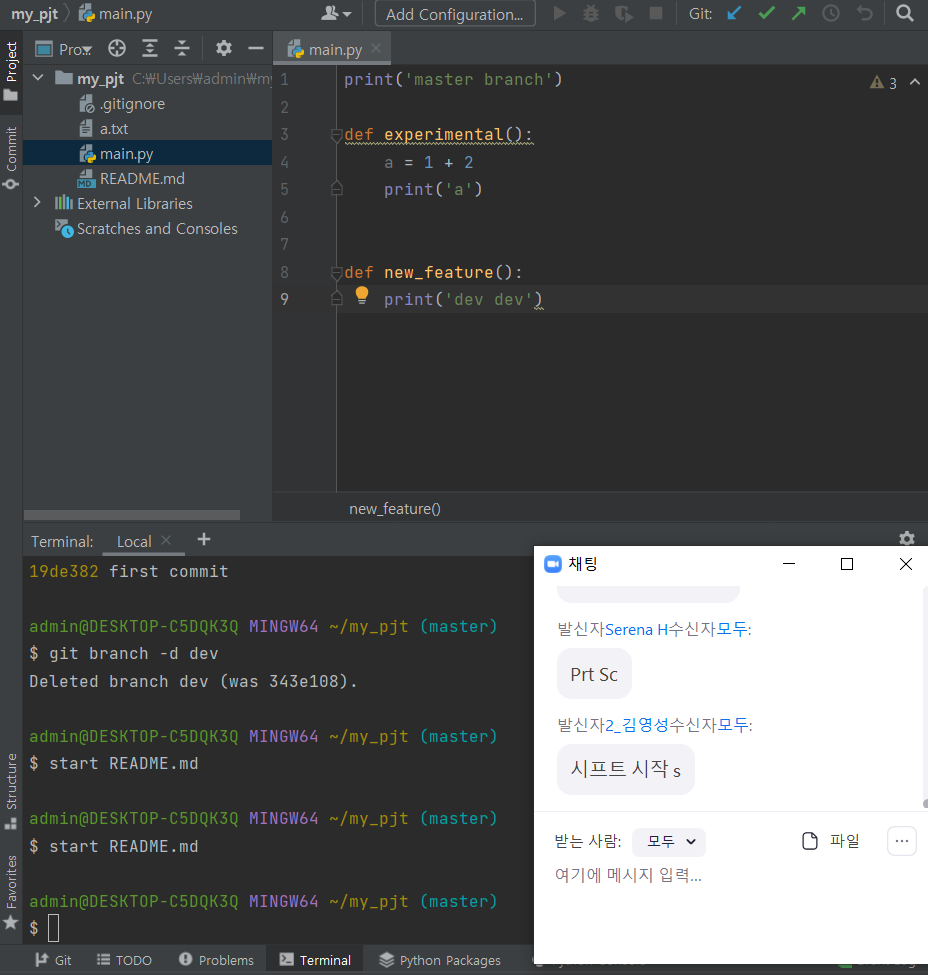 my_pjt main.py Add Configuration... Git:
Project
Commit
Structure
Favorites
Pro...
my_pjt C:₩Users₩admin₩my
.gitignore
a.txt
main.py
README.md
External Libraries
Scratches and Consoles
main.py
3
1 print('master branch')
2
3 def experimental():
4 a = 1 + 2
5 print('a')
6
7
8 def new_feature():
9 print('dev dev')
new_feature()
Terminal: Local
19de382 first commit
admin@DESKTOP-C5DQK3Q MINGW64 ~/my_pjt (master)
$ git branch -d dev
Deleted branch dev (was 343e108).
admin@DESKTOP-C5DQK3Q MINGW64 ~/my_pjt (master)
$ start README.md
admin@DESKTOP-C5DQK3Q MINGW64 ~/my_pjt (master)
$ start README.md
admin@DESKTOP-C5DQK3Q MINGW64 ~/my_pjt (master)
$
채팅
발신자Serena H수신자모두:
Prt Sc
발신자2_김영성수신자모두:
시프트 시작 s
받는 사람: 모두 파일 ...
여기에 메시지 입력...
Git TODO Problems Terminal Python Packages